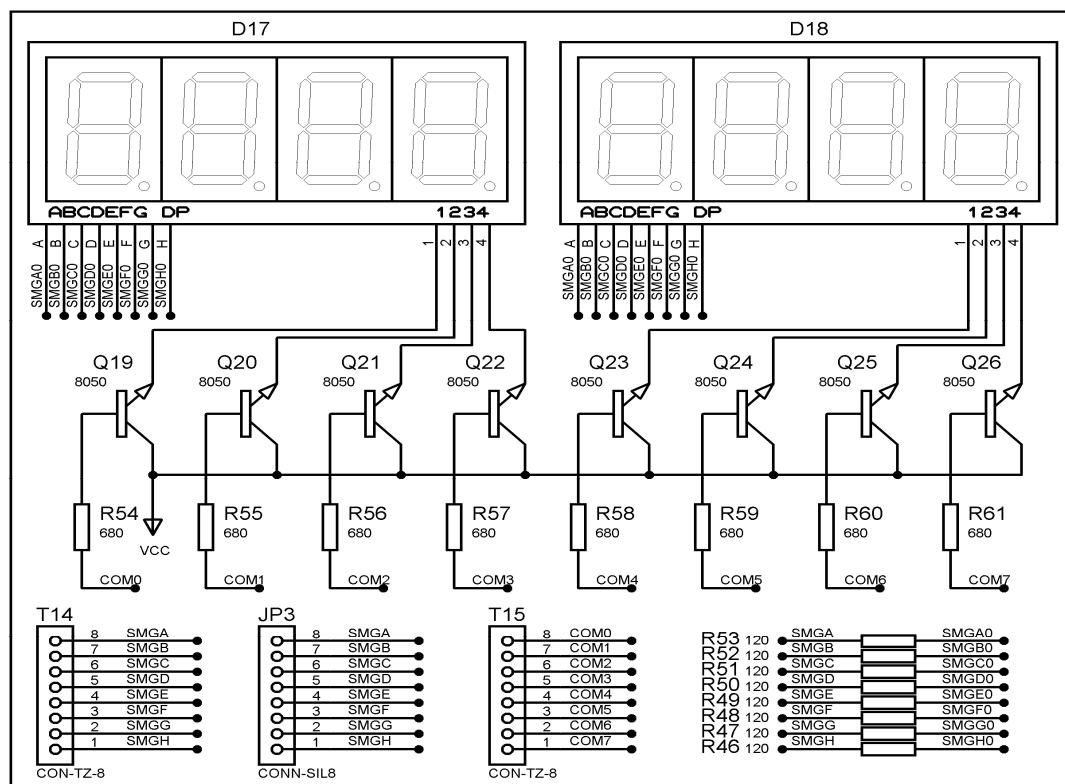 D17 D18
ABCDEFG DP 1234 ABCDEFG DP 1234
A B C D E F G H 1 2 3 4 A B C D E F G H 1 2 3 4
SMGA0 SMGB0 SMGC0 SMGD0 SMGE0 SMGF0 SMGG0 SMGH0 SMGA0 SMGB0 SMGC0 SMGD0 SMGE0 SMGF0 SMGG0 SMGH0
Q19 Q20 Q21 Q22 Q23 Q24 Q25 Q26
8050 8050 8050 8050 8050 8050 8050 8050
R54 R55 R56 R57 R58 R59 R60 R61
680 680 680 680 680 680 680 680
VCC
COM0 COM1 COM2 COM3 COM4 COM5 COM6 COM7
T14
8 SMGA
7 SMGB
6 SMGC
5 SMGD
4 SMGE
3 SMGF
2 SMGG
1 SMGH
CON-TZ-8
JP3
8 SMGA
7 SMGB
6 SMGC
5 SMGD
4 SMGE
3 SMGF
2 SMGG
1 SMGH
CONN-SIL8
T15
8 COM0
7 COM1
6 COM2
5 COM3
4 COM4
3 COM5
2 COM6
1 COM7
CON-TZ-8
R53 120 SMGA SMGA0
R52 120 SMGB SMGB0
R51 120 SMGC SMGC0
R50 120 SMGD SMGD0
R49 120 SMGE SMGE0
R48 120 SMGF SMGF0
R47 120 SMGG SMGG0
R46 120 SMGH SMGH0